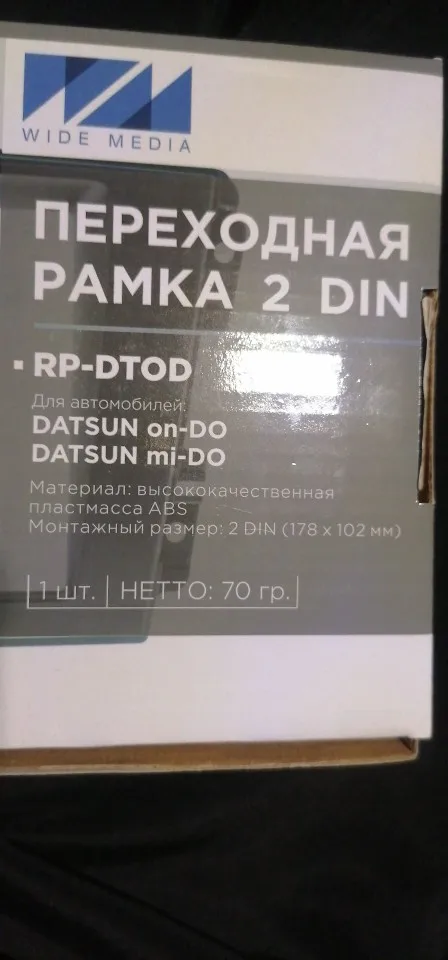 WIDE MEDIA
ПЕРЕХОДНАЯ
РАМКА 2 DIN
▪ RP-DTOD
Для автомобилей:
DATSUN on-DO
DATSUN mi-DO
Материал: высококачественная
пластмасса ABS
Монтажный размер: 2 DIN (178 x 102 мм)
1 шт. | НЕТТО: 70 гр.